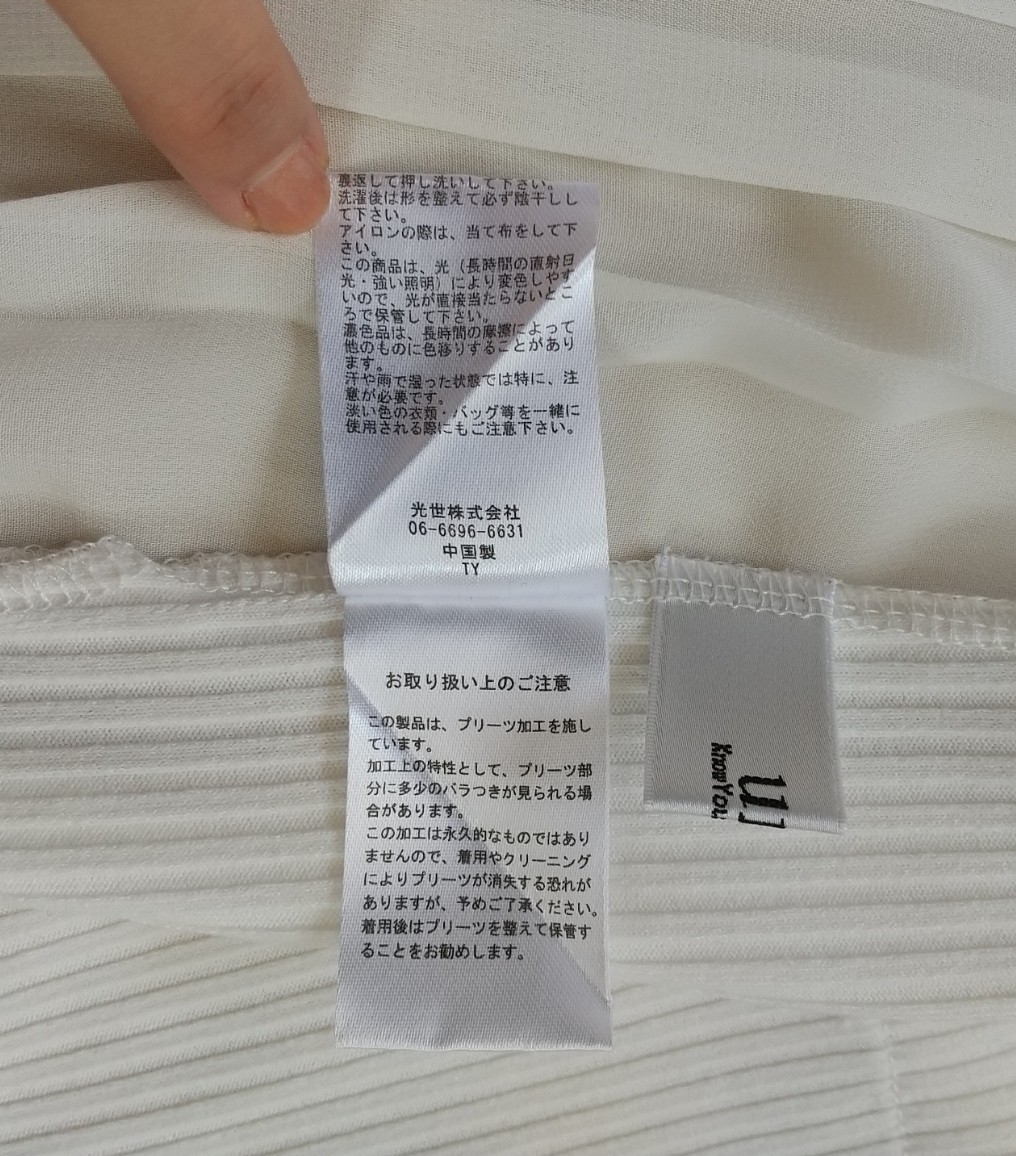 裏返して押し洗いして下さい。
洗濯後は形を整えて必ず陰干しし
て下さい。
アイロンの際は、当て布をして下
さい。
この商品は、光（長時間の直射日
光・強い照明）により変色しやす
いので、光が直接当たらないとこ
ろで保管して下さい。
濃色品は、長時間の摩擦によって
他のものに色移りすることがあり
ます。
汗や雨で湿った状態では特に、注
意が必要です。
淡い色の衣類・バッグ等を一緒に
使用される際にもご注意下さい。
光世株式会社
06-6696-6631
中国製
TY
お取り扱い上のご注意
この製品は、プリーツ加工を施し
ています。
加工上の特性として、プリーツ部
分に多少のバラつきが見られる場
合があります。
この加工は永久的なものではあり
ませんので、着用やクリーニング
によりプリーツが消失する恐れが
ありますが、予めご了承ください。
着用後はプリーツを整えて保管す
ることをお勧めします。
KnowYou